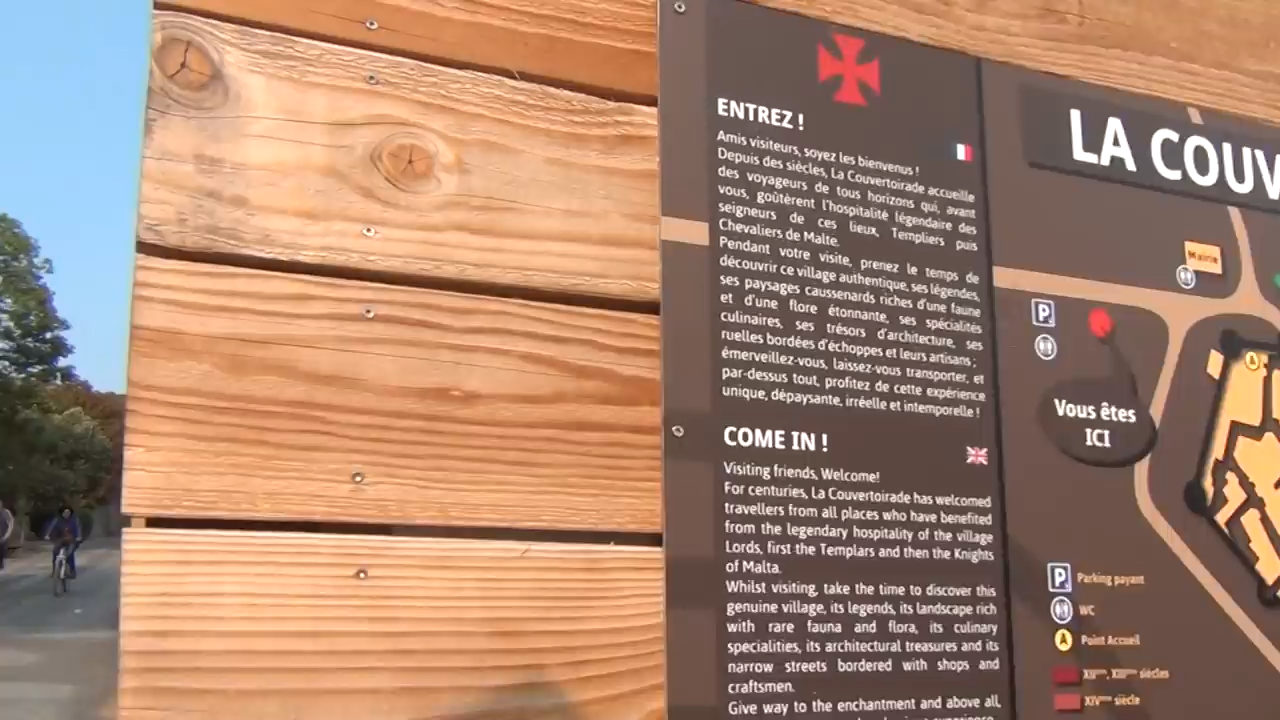 ENTREZ !
Amis visiteurs, soyez les bienvenus !
Depuis des siècles, La Couvertoirade accueille
des voyageurs de tous horizons qui, avant
vous, goûtèrent l'hospitalité légendaire des
seigneurs de ces lieux, Templiers puis
Chevaliers de Malte.
Pendant votre visite, prenez le temps de
découvrir ce village authentique, ses légendes,
ses paysages caussenards riches d'une faune
et d'une flore étonnante, ses spécialités
culinaires, ses trésors d'architecture, ses
ruelles bordées d'échoppes et leurs artisans ;
émerveillez-vous, laissez-vous transporter, et
par-dessus tout, profitez de cette expérience
unique, dépaysante, irréelle et intemporelle !
COME IN !
Visiting friends, Welcome!
For centuries, La Couvertoirade has welcomed
travellers from all places who have benefited
from the legendary hospitality of the village
Lords, first the Templars and then the Knights
of Malta.
Whilst visiting, take the time to discover this
genuine village, its legends, its landscape rich
with rare fauna and flora, its culinary
specialities, its architectural treasures and its
narrow streets bordered with shops and
craftsmen.
Give way to the enchantment and above all,
LA COUV
Mairie
P
Vous êtes
ICI
P Parking payant
WC
A Point Accueil
XIIème, XIIIème siècles
XIVème siècle